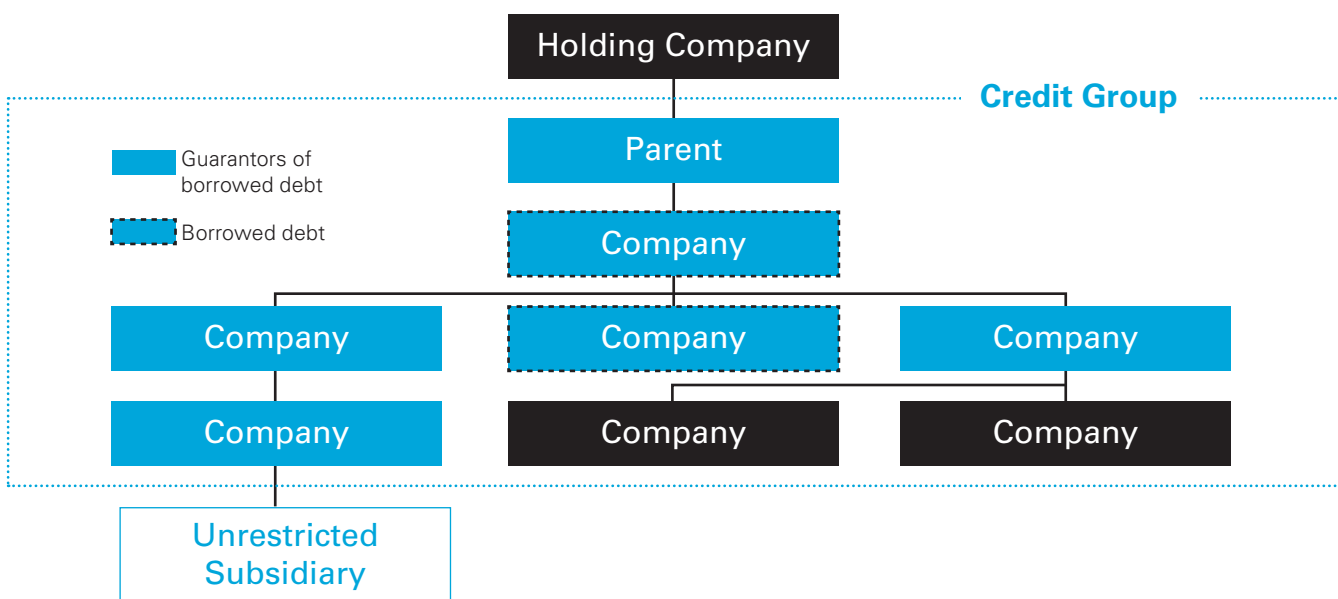 Holding Company
Credit Group
Parent
Guarantors of
borrowed debt
Borrowed debt
Company
Company
Company
Company
Company
Company
Company
Unrestricted
Subsidiary